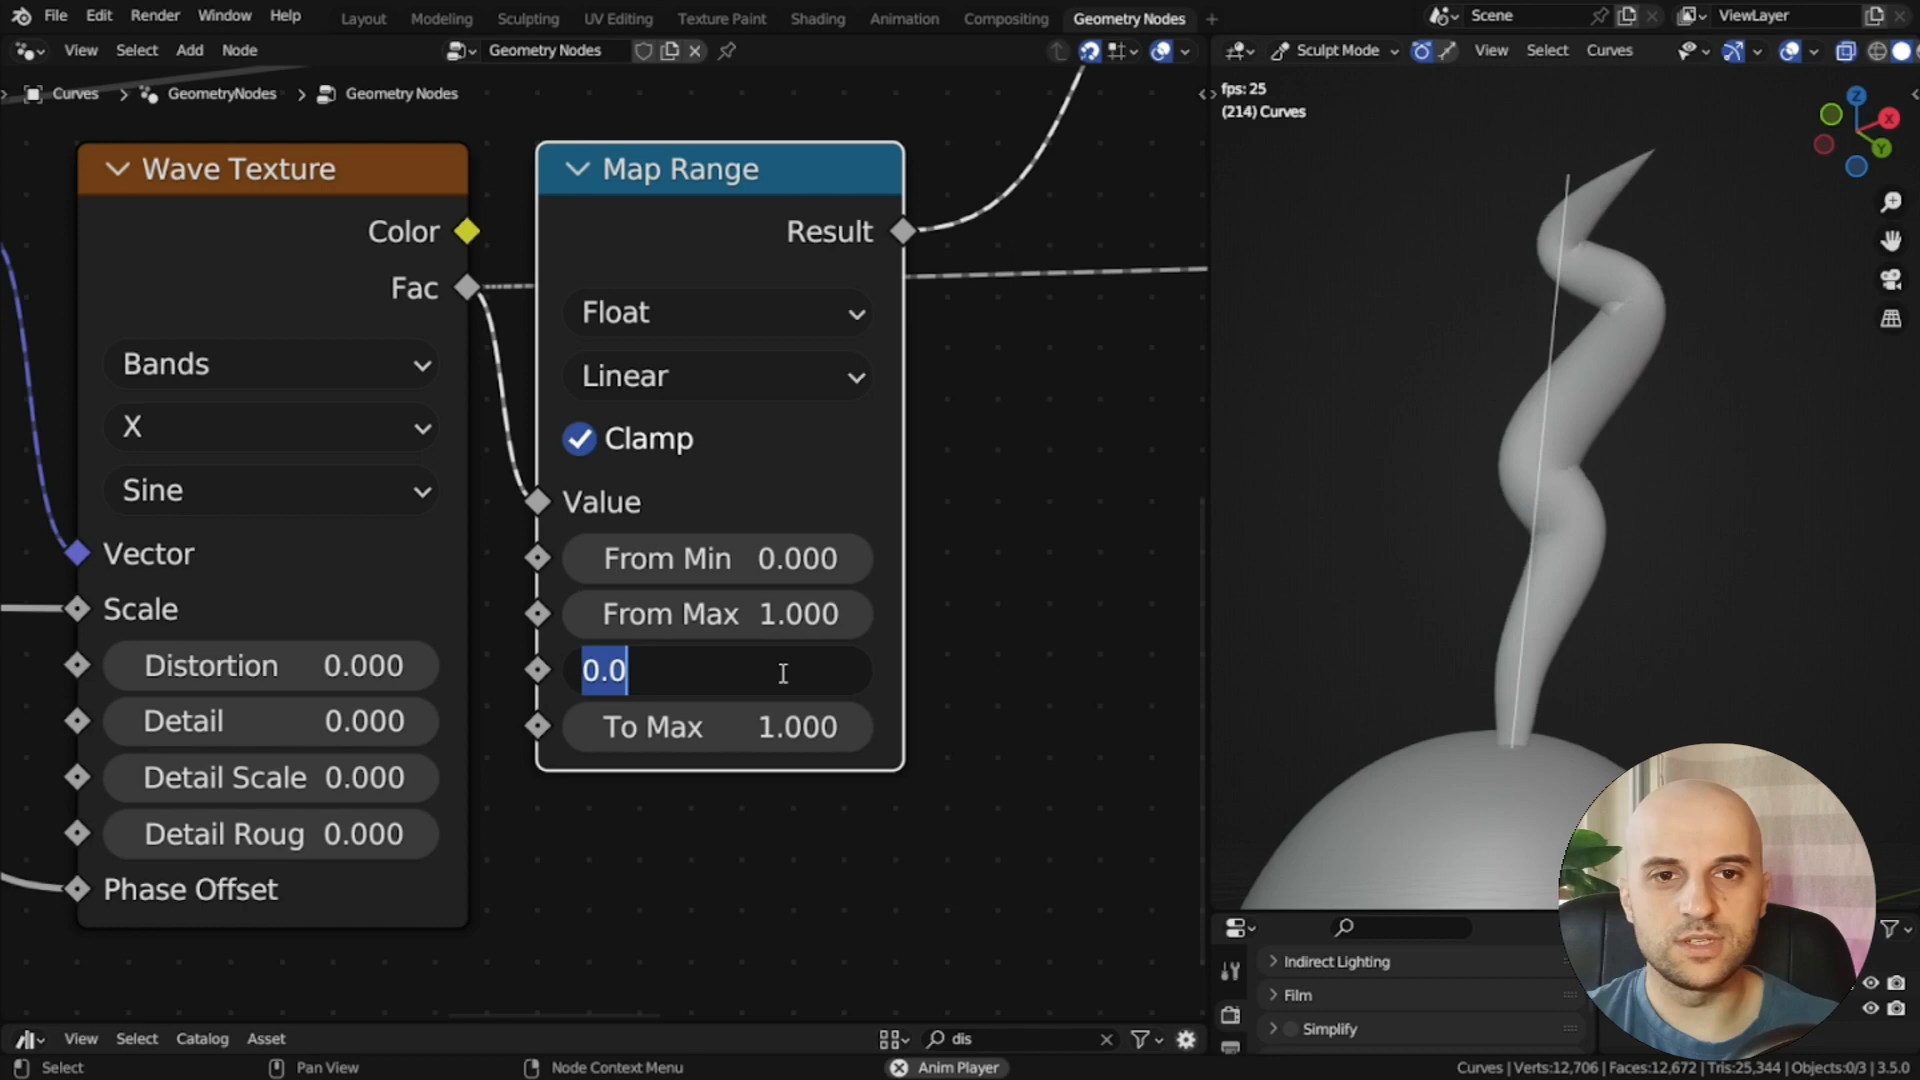 File Edit Render Window Help Layout Modeling Sculpting UV Editing Texture Paint Shading Animation Compositing Geometry Nodes Scene ViewLayer
View Select Add Node Geometry Nodes Sculpt Mode View Select Curves
Curves GeometryNodes Geometry Nodes
fps: 25
(214) Curves
Z
X
Y
Wave Texture
Color
Fac
Bands
X
Sine
Vector
Scale
Distortion 0.000
Detail 0.000
Detail Scale 0.000
Detail Roug 0.000
Phase Offset
Map Range
Result
Float
Linear
Clamp
Value
From Min 0.000
From Max 1.000
0.0
To Max 1.000
Indirect Lighting
Film
Simplify
View Select Catalog Asset dis
Select Pan View Node Context Menu Anim Player Curves | Verts:12,706 | Faces:12,672 | Tris:25,344 | Objects:0/3 | 3.5.0